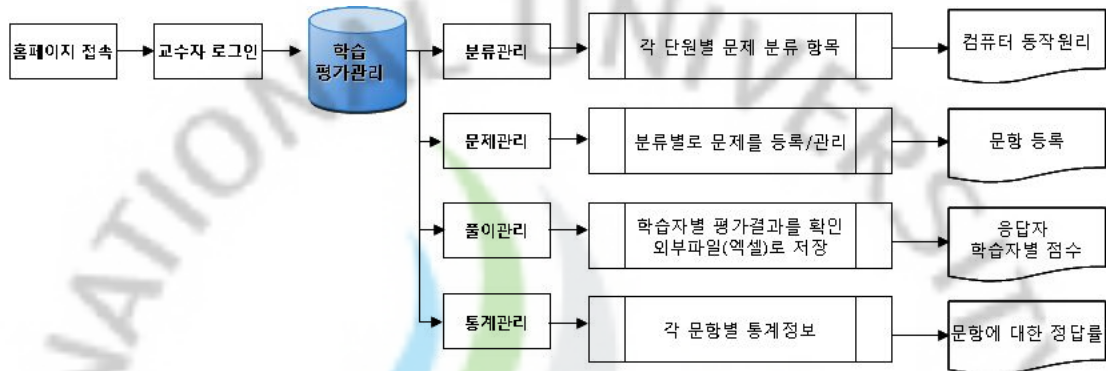 홈페이지 접속
교수자 로그인
학습
평가관리
분류관리
각 단원별 문제 분류 항목
컴퓨터 동작원리
문제관리
분류별로 문제를 등록/관리
문항 등록
풀이관리
학습자별 평가결과를 확인
외부파일(엑셀)로 저장
응답자
학습자별 점수
통계관리
각 문항별 통계정보
문항에 대한 정답률
NATIONAL UNIVERSITY